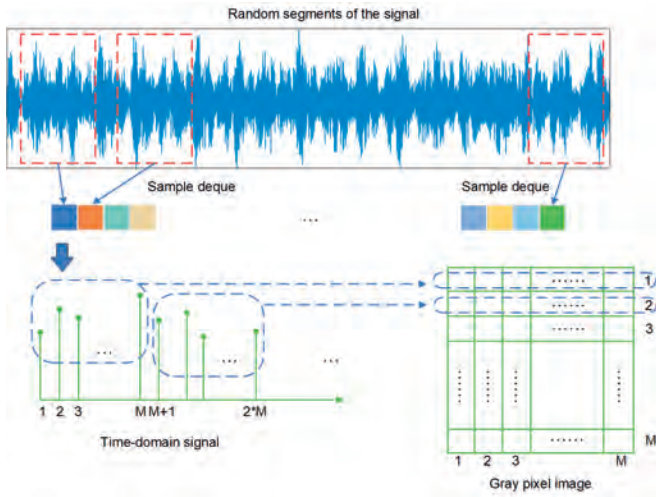 Random segments of the signal
Sample deque
Sample deque
...
1
2
3
M
1 2 3 M M+1 2*M
...
...
...
......
......
......
......
......
......
......
......
1 2 3 M
Time-domain signal
Gray pixel image